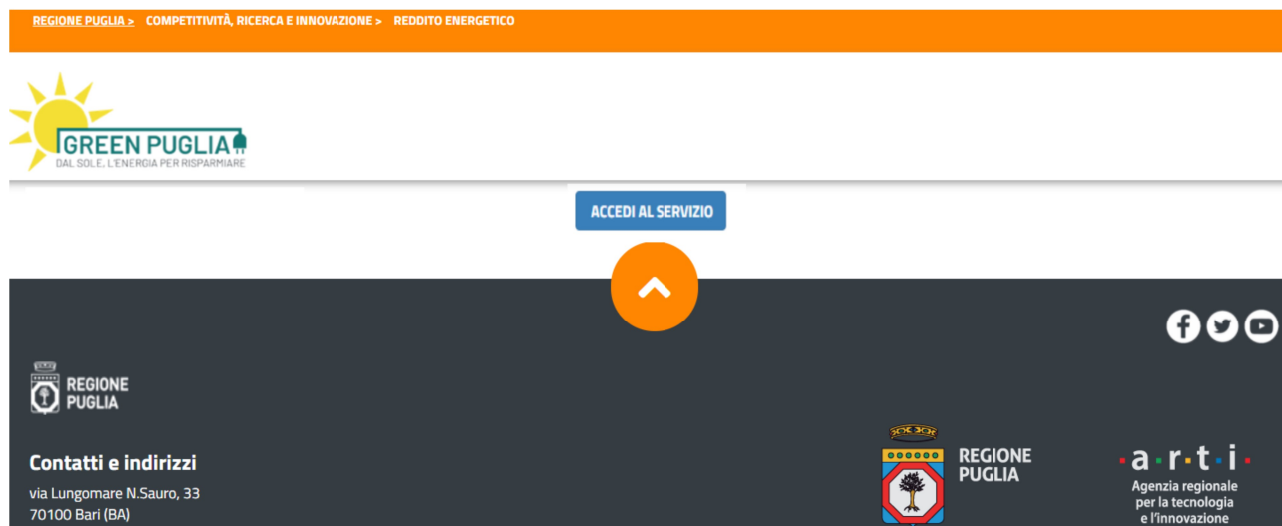 REGIONE PUGLIA > COMPETITIVITÀ, RICERCA E INNOVAZIONE > REDDITO ENERGETICO
GREEN PUGLIA
DAL SOLE, L'ENERGIA PER RISPARMIARE
ACCEDI AL SERVIZIO
REGIONE
PUGLIA
Contatti e indirizzi
via Lungomare N.Sauro, 33
70100 Bari (BA)
REGIONE
PUGLIA
a·r·t·i
Agenzia regionale
per la tecnologia
e l'innovazione